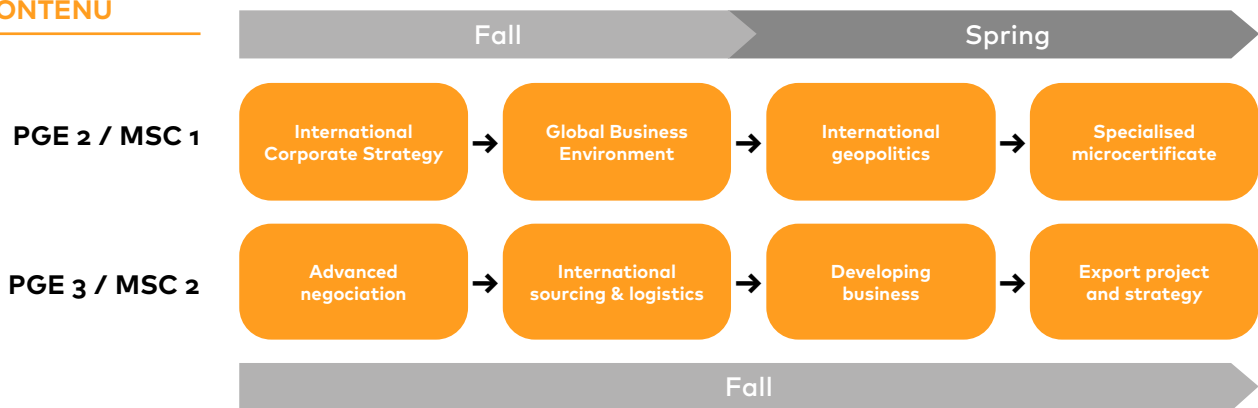 ONTENU
Fall
Spring
PGE 2 / MSC 1
International
Corporate Strategy
Global Business
Environment
International
geopolitics
Specialised
microcertificate
PGE 3 / MSC 2
Advanced
negociation
International
sourcing & logistics
Developing
business
Export project
and strategy
Fall